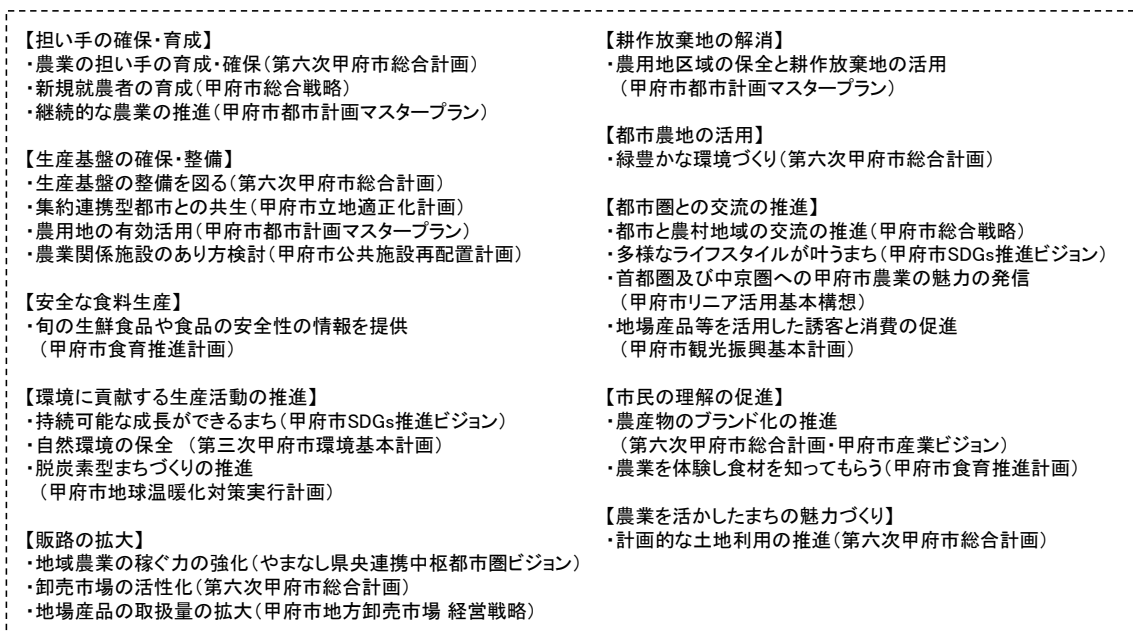 【担い手の確保・育成】
・農業の担い手の育成・確保（第六次甲府市総合計画）
・新規就農者の育成（甲府市総合戦略）
・継続的な農業の推進（甲府市都市計画マスタープラン）
【生産基盤の確保・整備】
・生産基盤の整備を図る（第六次甲府市総合計画）
・集約連携型都市との共生（甲府市立地適正化計画）
・農用地の有効活用（甲府市都市計画マスタープラン）
・農業関係施設のあり方検討（甲府市公共施設再配置計画）
【安全な食料生産】
・旬の生鮮食品や食品の安全性の情報を提供
（甲府市食育推進計画）
【環境に貢献する生産活動の推進】
・持続可能な成長ができるまち（甲府市SDGs推進ビジョン）
・自然環境の保全 （第三次甲府市環境基本計画）
・脱炭素型まちづくりの推進
（甲府市地球温暖化対策実行計画）
【販路の拡大】
・地域農業の稼ぐ力の強化（やまなし県央連携中枢都市圏ビジョン）
・卸売市場の活性化（第六次甲府市総合計画）
・地場産品の取扱量の拡大（甲府市地方卸売市場 経営戦略）
【耕作放棄地の解消】
・農用地区域の保全と耕作放棄地の活用
（甲府市都市計画マスタープラン）
【都市農地の活用】
・緑豊かな環境づくり（第六次甲府市総合計画）
【都市圏との交流の推進】
・都市と農村地域の交流の推進（甲府市総合戦略）
・多様なライフスタイルが叶うまち（甲府市SDGs推進ビジョン）
・首都圏及び中京圏への甲府市農業の魅力の発信
（甲府市リニア活用基本構想）
・地場産品等を活用した誘客と消費の促進
（甲府市観光振興基本計画）
【市民の理解の促進】
・農産物のブランド化の推進
（第六次甲府市総合計画・甲府市産業ビジョン）
・農業を体験し食材を知ってもらう（甲府市食育推進計画）
【農業を活かしたまちの魅力づくり】
・計画的な土地利用の推進（第六次甲府市総合計画）